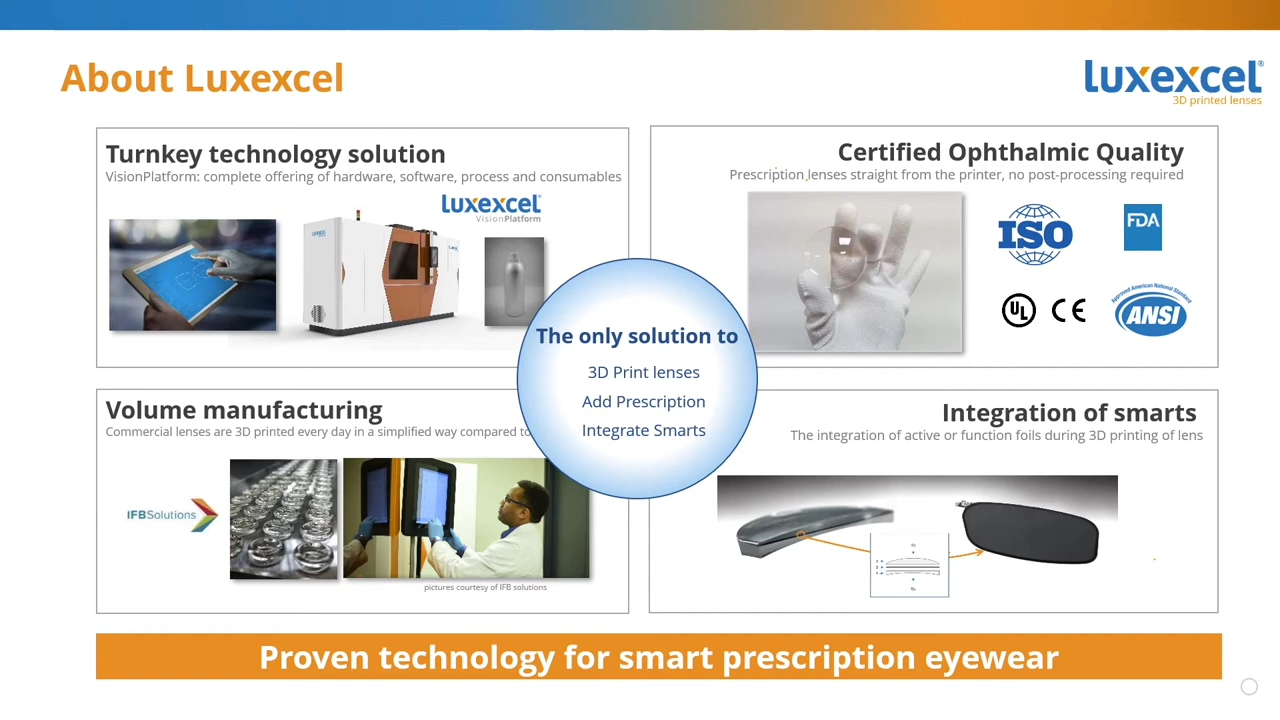 About Luxexcel
luxexcel®
3D printed lenses
Turnkey technology solution
VisionPlatform: complete offering of hardware, software, process and consumables
luxexcel®
VisionPlatform
Certified Ophthalmic Quality
Prescription lenses straight from the printer, no post-processing required
ISO
FDA
UL
CE
Approved American National Standard
ANSI
The only solution to
3D Print lenses
Add Prescription
Integrate Smarts
Volume manufacturing
Commercial lenses are 3D printed every day in a simplified way compared to
IFBSolutions
pictures courtesy of IFB solutions
Integration of smarts
The integration of active or function foils during 3D printing of lens
Proven technology for smart prescription eyewear